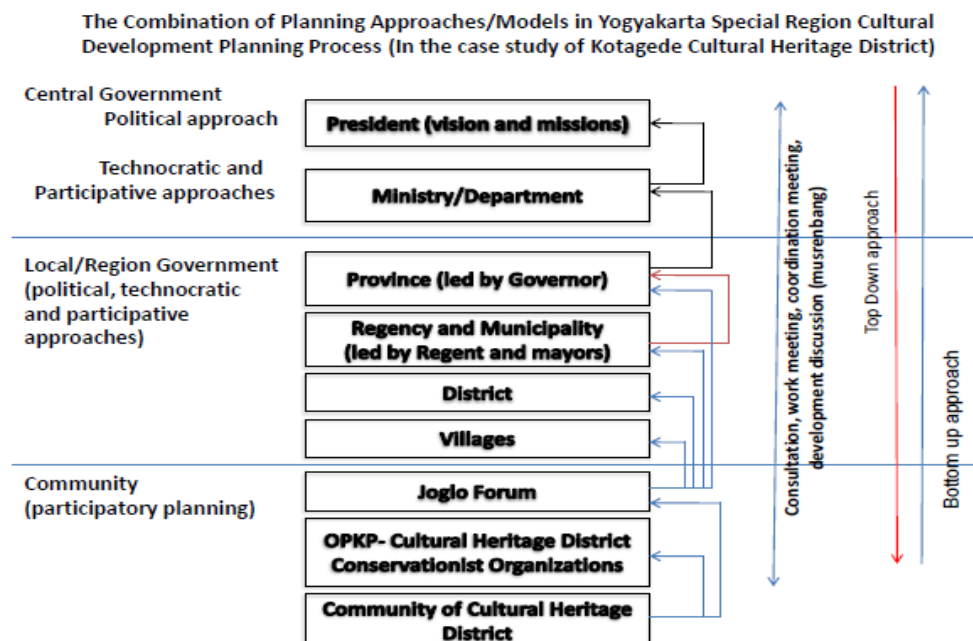 The Combination of Planning Approaches/Models in Yogyakarta Special Region Cultural
Development Planning Process (In the case study of Kotagede Cultural Heritage District)
Central Government
Political approach
President (vision and missions)
Technocratic and
Participative approaches
Ministry/Department
Local/Region Government
(political, technocratic
and participative
approaches)
Province (led by Governor)
Regency and Municipality
(led by Regent and mayors)
District
Villages
Community
(participatory planning)
Joglo Forum
OPKP- Cultural Heritage District
Conservationist Organizations
Community of Cultural Heritage
District
Consultation, work meeting, coordination meeting,
development discussion (musrenbang)
Top Down approach
Bottom up approach